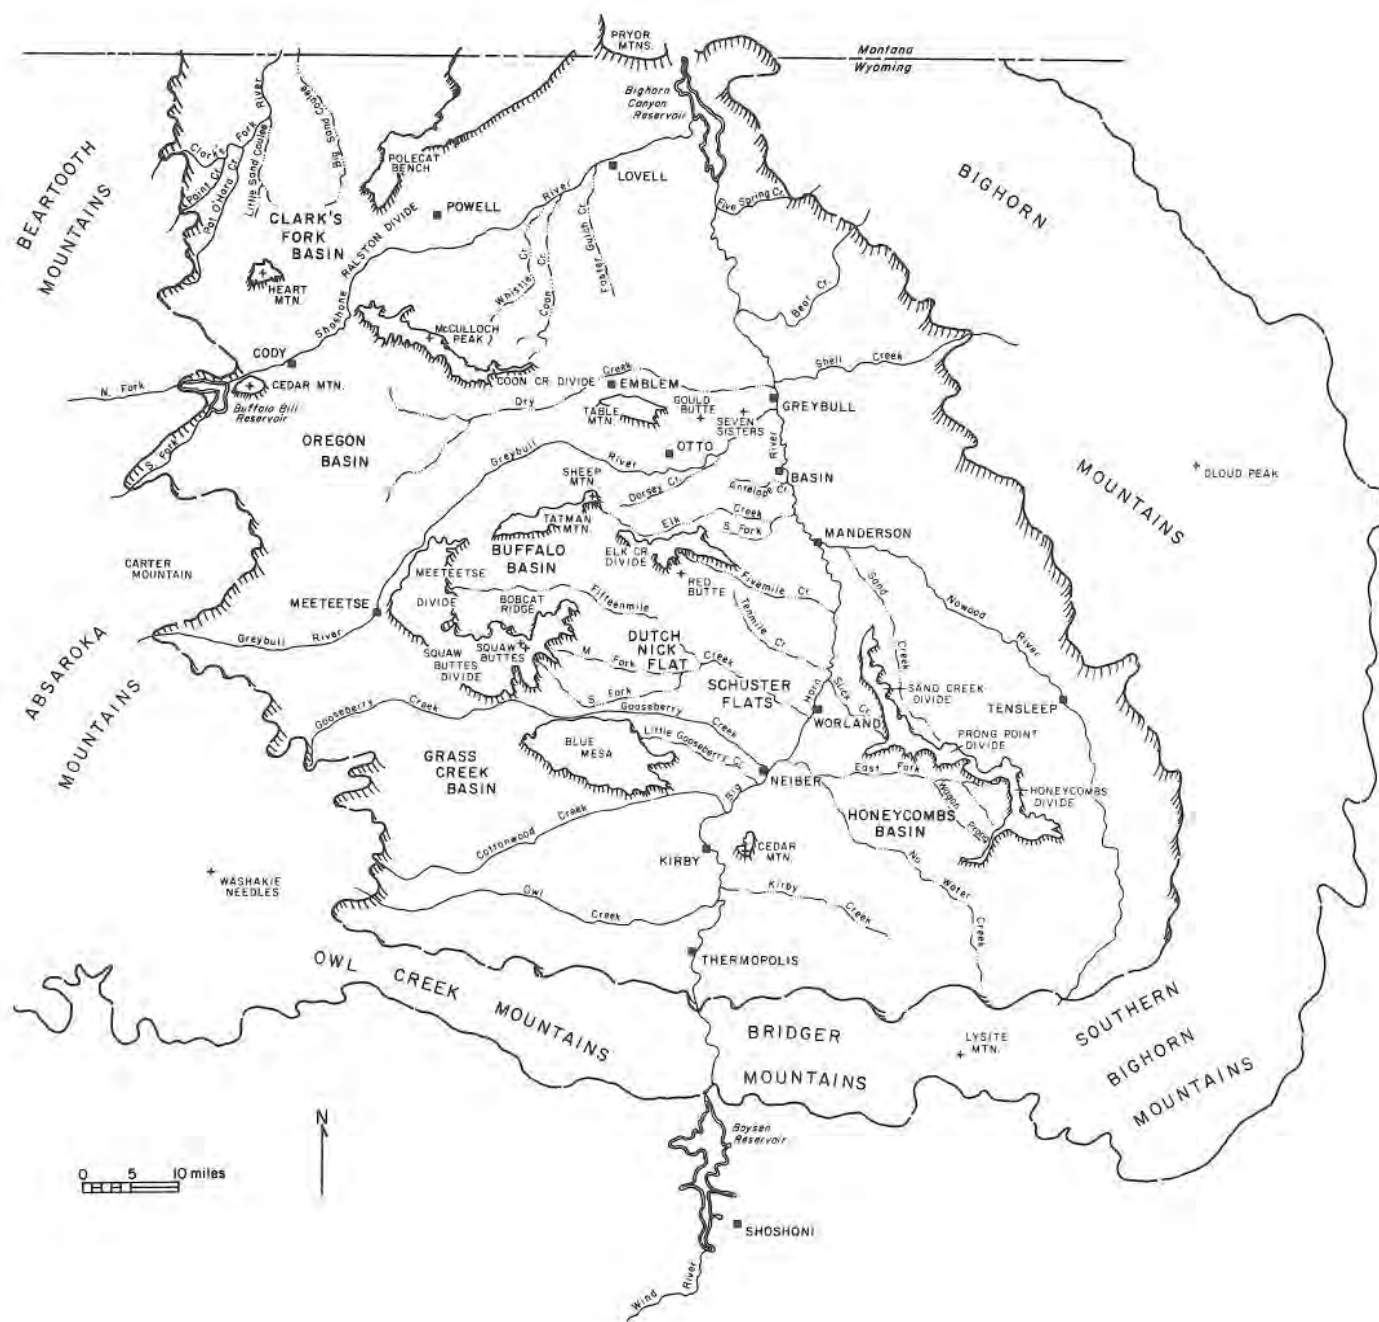 PRYOR
MTNS.
Montana
Wyoming
Bighorn
Canyon
Reservoir
BEARTOOTH
MOUNTAINS
Clark's Fork River
Paint Cr.
Pat O'Hara Cr.
Little Sand Coulee
Big Sand Coulee
POLECAT
BENCH
LOVELL
POWELL
CLARK'S
FORK
BASIN
RALSTON DIVIDE
Shoshone River
Five Spring Cr.
BIGHORN
MOUNTAINS
HEART
MTN.
Whistle Cr.
Coon Cr.
Foster Gulch Cr.
Bear Cr.
McCULLOCH
PEAK
CODY
N. Fork
CEDAR MTN.
Buffalo Bill
Reservoir
S. Fork
COON CR. DIVIDE
Dry Creek
EMBLEM
Shell Creek
GREYBULL
TABLE
MTN.
GOULD
BUTTE
SEVEN
SISTERS
OREGON
BASIN
Greybull River
OTTO
BASIN
CLOUD PEAK
SHEEP
MTN.
Dorsey Cr.
Antelope Cr.
TATMAN
MTN.
Elk Creek
S. Fork
MANDERSON
BUFFALO
BASIN
ELK CR.
DIVIDE
CARTER
MOUNTAIN
MEETEETSE
DIVIDE
RED
BUTTE
Fivemile Cr.
Sand Creek
Nowood River
MEETEETSE
BOBCAT
RIDGE
Fifteenmile Creek
Tenmile Cr.
Greybull River
ABSAROKA
MOUNTAINS
SQUAW
BUTTES
DIVIDE
SQUAW
BUTTES
DUTCH
NICK
FLAT
M. Fork
S. Fork
SCHUSTER
FLATS
Slick Cr.
SAND CREEK
DIVIDE
TENSLEEP
WORLAND
Gooseberry Creek
Gooseberry Creek
Little Gooseberry Cr.
PRONG POINT
DIVIDE
GRASS
CREEK
BASIN
BLUE
MESA
NEIBER
Big Horn River
East Fork
HONEYCOMBS
DIVIDE
Wagon Prong
HONEYCOMBS
BASIN
Cottonwood Creek
KIRBY
CEDAR
MTN.
WASHAKIE
NEEDLES
Owl Creek
Kirby Creek
No Water Creek
THERMOPOLIS
OWL CREEK MOUNTAINS
BRIDGER
MOUNTAINS
LYSITE
MTN.
SOUTHERN
BIGHORN
MOUNTAINS
Boysen
Reservoir
N
0 5 10 miles
SHOSHONI
Wind River